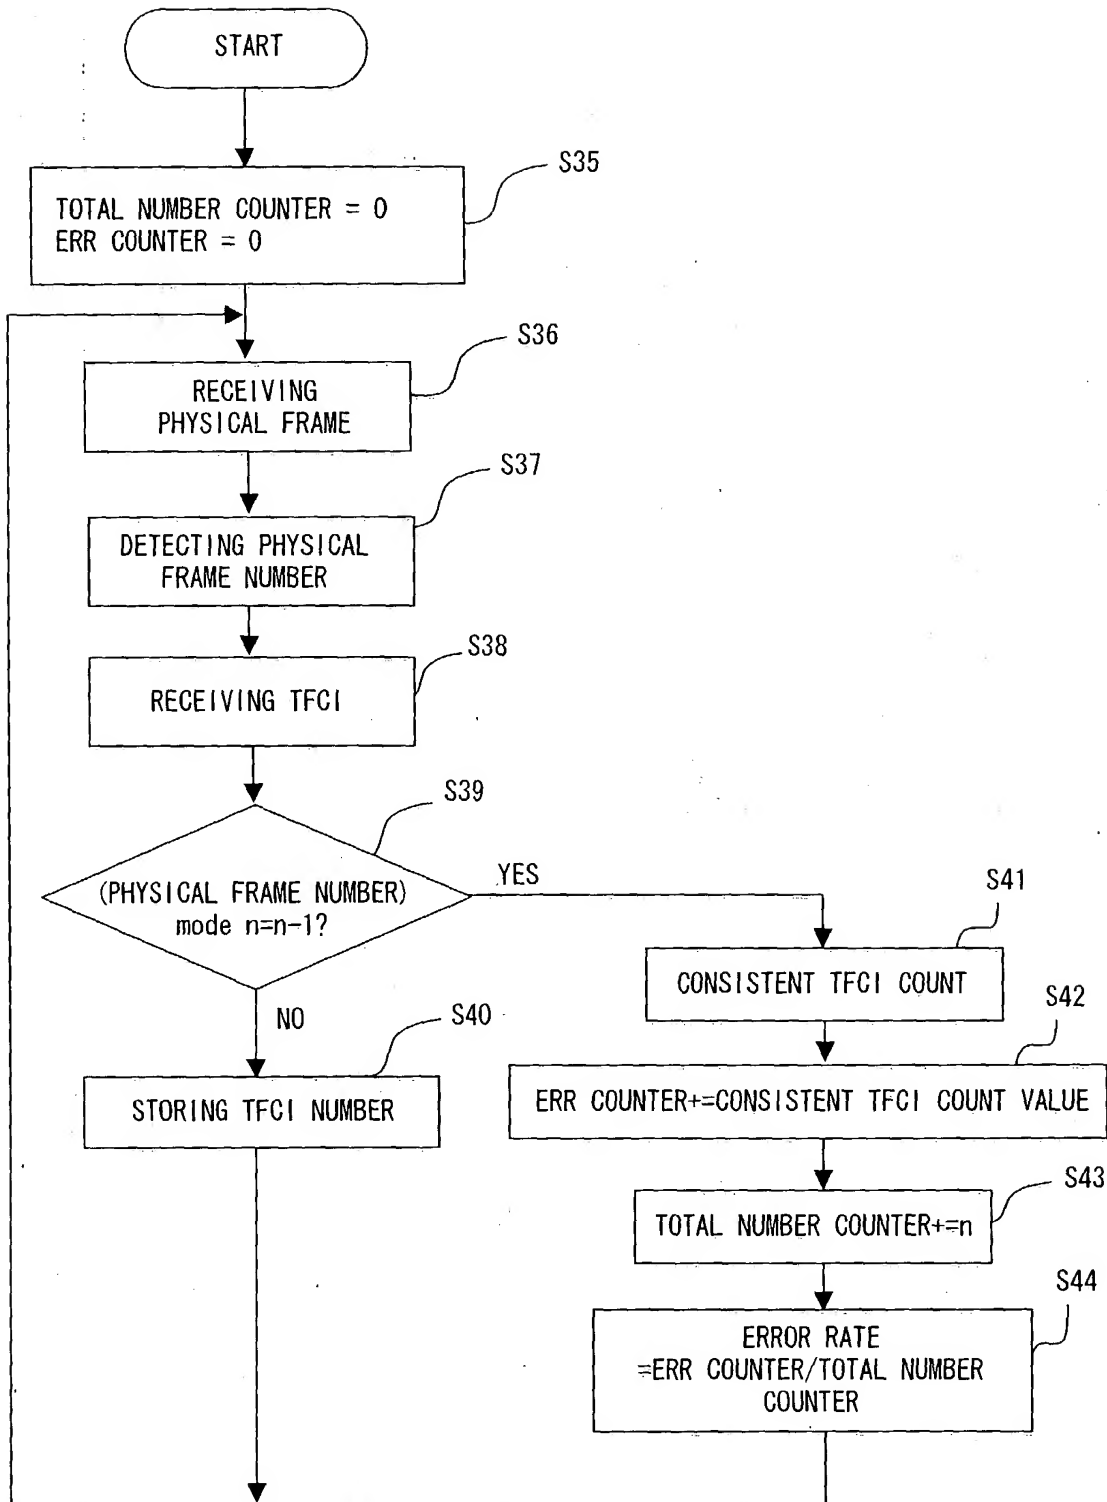 START
S35
TOTAL NUMBER COUNTER = 0
ERR COUNTER = 0
S36
RECEIVING
PHYSICAL FRAME
S37
DETECTING PHYSICAL
FRAME NUMBER
S38
RECEIVING TFCI
S39
(PHYSICAL FRAME NUMBER)
mode n=n-1?
YES
NO
S40
STORING TFCI NUMBER
S41
CONSISTENT TFCI COUNT
S42
ERR COUNTER+=CONSISTENT TFCI COUNT VALUE
S43
TOTAL NUMBER COUNTER+=n
S44
ERROR RATE
=ERR COUNTER/TOTAL NUMBER
COUNTER